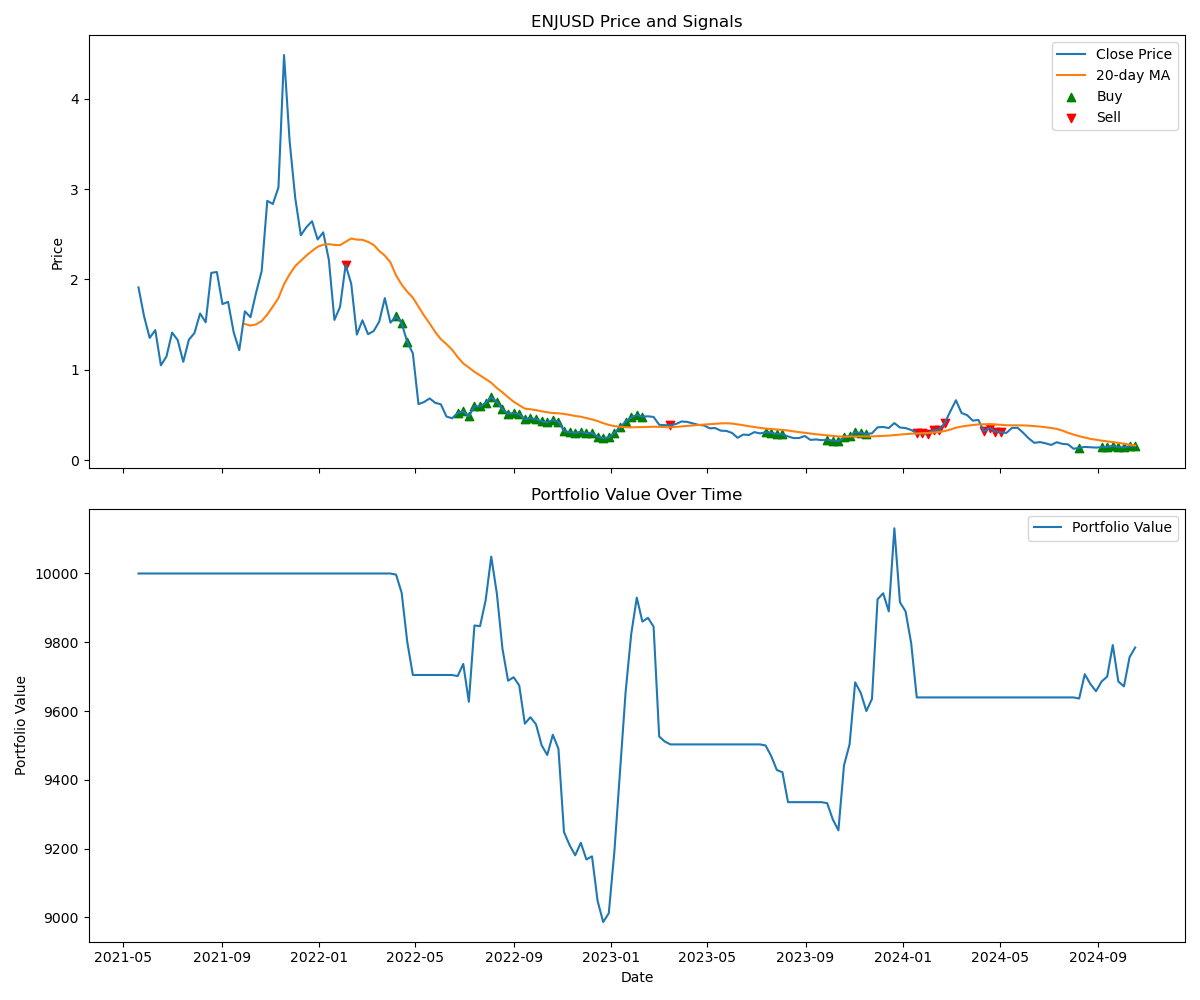 ENJUSD Price and Signals
Close Price
20-day MA
Buy
Sell
4
3
2
1
0
Price
Portfolio Value Over Time
Portfolio Value
10000
9800
9600
9400
9200
9000
Portfolio Value
2021-05 2021-09 2022-01 2022-05 2022-09 2023-01 2023-05 2023-09 2024-01 2024-05 2024-09
Date